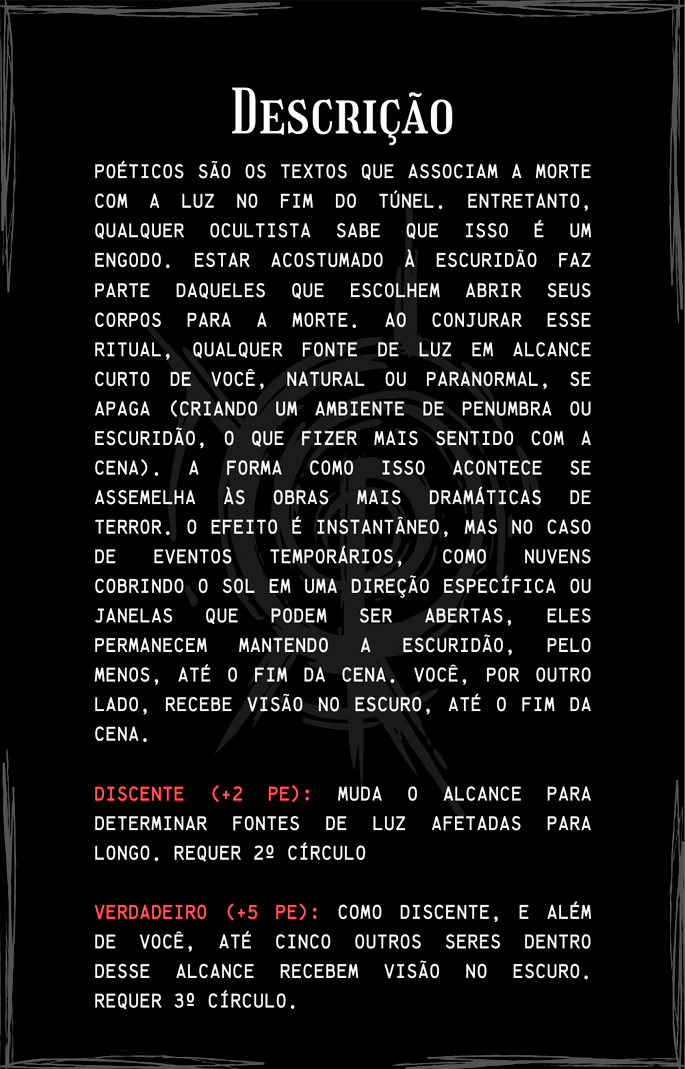 Descrição
POÉTICOS SÃO OS TEXTOS QUE ASSOCIAM A MORTE
COM A LUZ NO FIM DO TÚNEL. ENTRETANTO,
QUALQUER OCULTISTA SABE QUE ISSO É UM
ENGODO. ESTAR ACOSTUMADO À ESCURIDÃO FAZ
PARTE DAQUELES QUE ESCOLHEM ABRIR SEUS
CORPOS PARA A MORTE. AO CONJURAR ESSE
RITUAL, QUALQUER FONTE DE LUZ EM ALCANCE
CURTO DE VOCÊ, NATURAL OU PARANORMAL, SE
APAGA (CRIANDO UM AMBIENTE DE PENUMBRA OU
ESCURIDÃO, O QUE FIZER MAIS SENTIDO COM A
CENA). A FORMA COMO ISSO ACONTECE SE
ASSEMELHA ÀS OBRAS MAIS DRAMÁTICAS DE
TERROR. O EFEITO É INSTANTÂNEO, MAS NO CASO
DE EVENTOS TEMPORÁRIOS, COMO NUVENS
COBRINDO O SOL EM UMA DIREÇÃO ESPECÍFICA OU
JANELAS QUE PODEM SER ABERTAS, ELES
PERMANECEM MANTENDO A ESCURIDÃO, PELO
MENOS, ATÉ O FIM DA CENA. VOCÊ, POR OUTRO
LADO, RECEBE VISÃO NO ESCURO, ATÉ O FIM DA
CENA.
DISCENTE (+2 PE): MUDA O ALCANCE PARA
DETERMINAR FONTES DE LUZ AFETADAS PARA
LONGO. REQUER 2º CÍRCULO
VERDADEIRO (+5 PE): COMO DISCENTE, E ALÉM
DE VOCÊ, ATÉ CINCO OUTROS SERES DENTRO
DESSE ALCANCE RECEBEM VISÃO NO ESCURO.
REQUER 3º CÍRCULO.